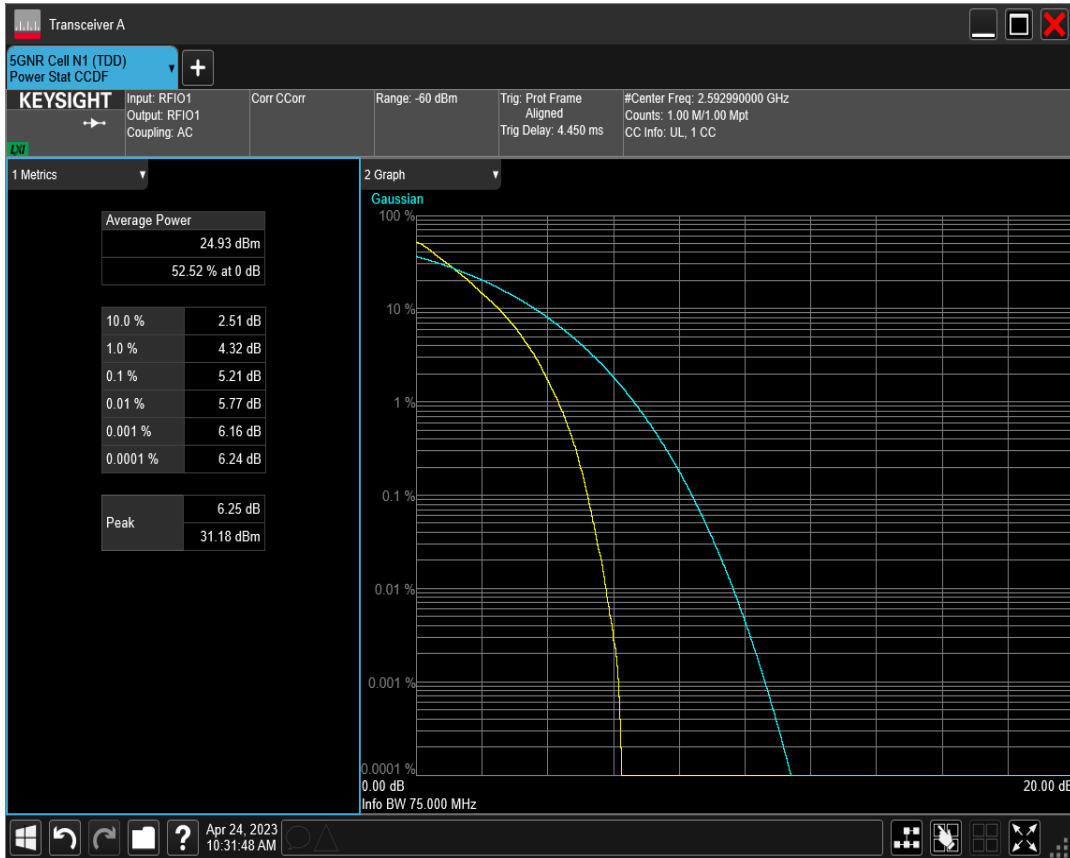 Transceiver A
5GNR Cell N1 (TDD)
Power Stat CCDF
+
KEYSIGHT
LXI
Input: RFIO1
Output: RFIO1
Coupling: AC
Corr CCorr
Range: -60 dBm
Trig: Prot Frame
Aligned
Trig Delay: 4.450 ms
#Center Freq: 2.592990000 GHz
Counts: 1.00 M/1.00 Mpt
CC Info: UL, 1 CC
1 Metrics
Average Power
24.93 dBm
52.52 % at 0 dB
10.0 % 2.51 dB
1.0 % 4.32 dB
0.1 % 5.21 dB
0.01 % 5.77 dB
0.001 % 6.16 dB
0.0001 % 6.24 dB
Peak
6.25 dB
31.18 dBm
2 Graph
Gaussian
100 %
10 %
1 %
0.1 %
0.01 %
0.001 %
0.0001 %
0.00 dB 20.00 dB
Info BW 75.000 MHz
?
Apr 24, 2023
10:31:48 AM